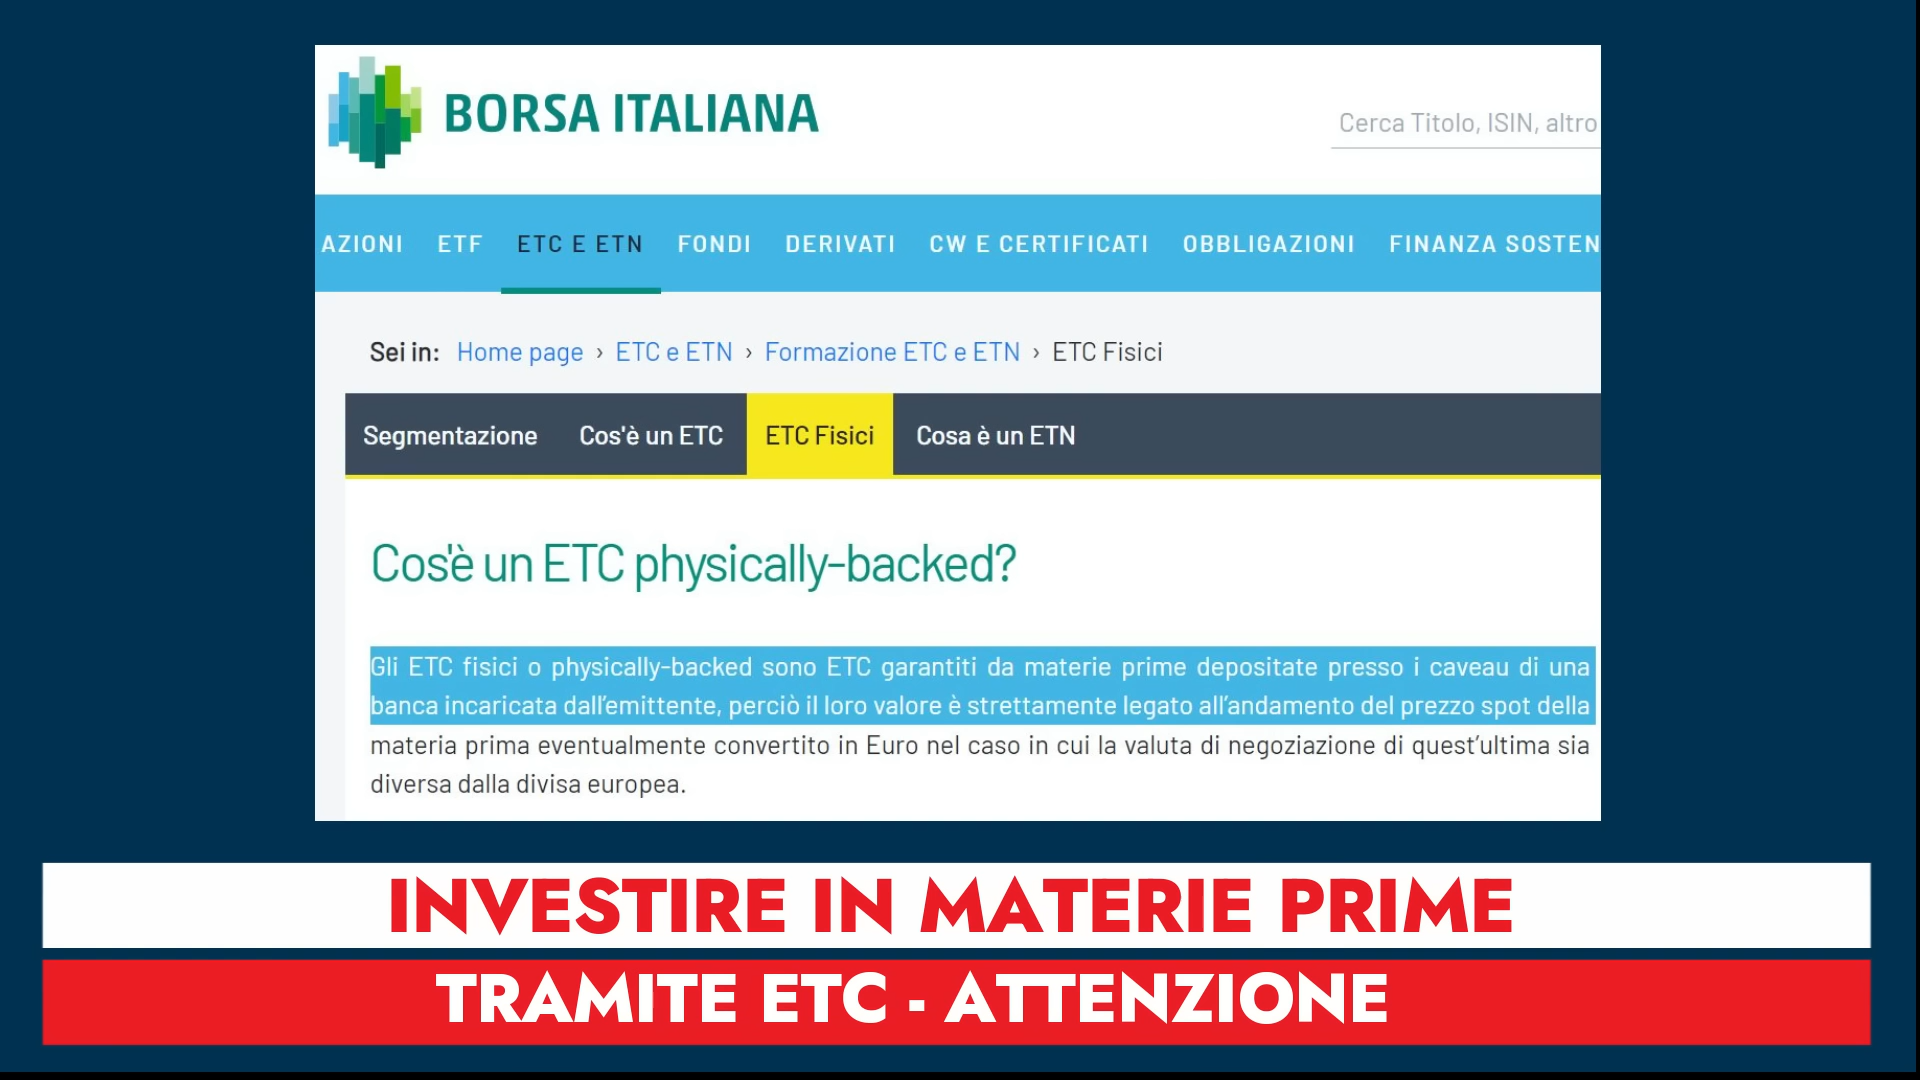 BORSA ITALIANA
Cerca Titolo, ISIN, altro
AZIONI ETF ETC E ETN FONDI DERIVATI CW E CERTIFICATI OBBLIGAZIONI FINANZA SOSTEN
Sei in: Home page › ETC e ETN › Formazione ETC e ETN › ETC Fisici
Segmentazione Cos'è un ETC ETC Fisici Cosa è un ETN
Cos'è un ETC physically-backed?
Gli ETC fisici o physically-backed sono ETC garantiti da materie prime depositate presso i caveau di una
banca incaricata dall’emittente, perciò il loro valore è strettamente legato all’andamento del prezzo spot della
materia prima eventualmente convertito in Euro nel caso in cui la valuta di negoziazione di quest’ultima sia
diversa dalla divisa europea.
INVESTIRE IN MATERIE PRIME
TRAMITE ETC - ATTENZIONE